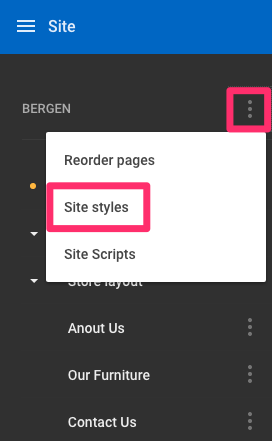 Site
BERGEN
Reorder pages
Site styles
Site Scripts
Store layout
Anout Us
Our Furniture
Contact Us